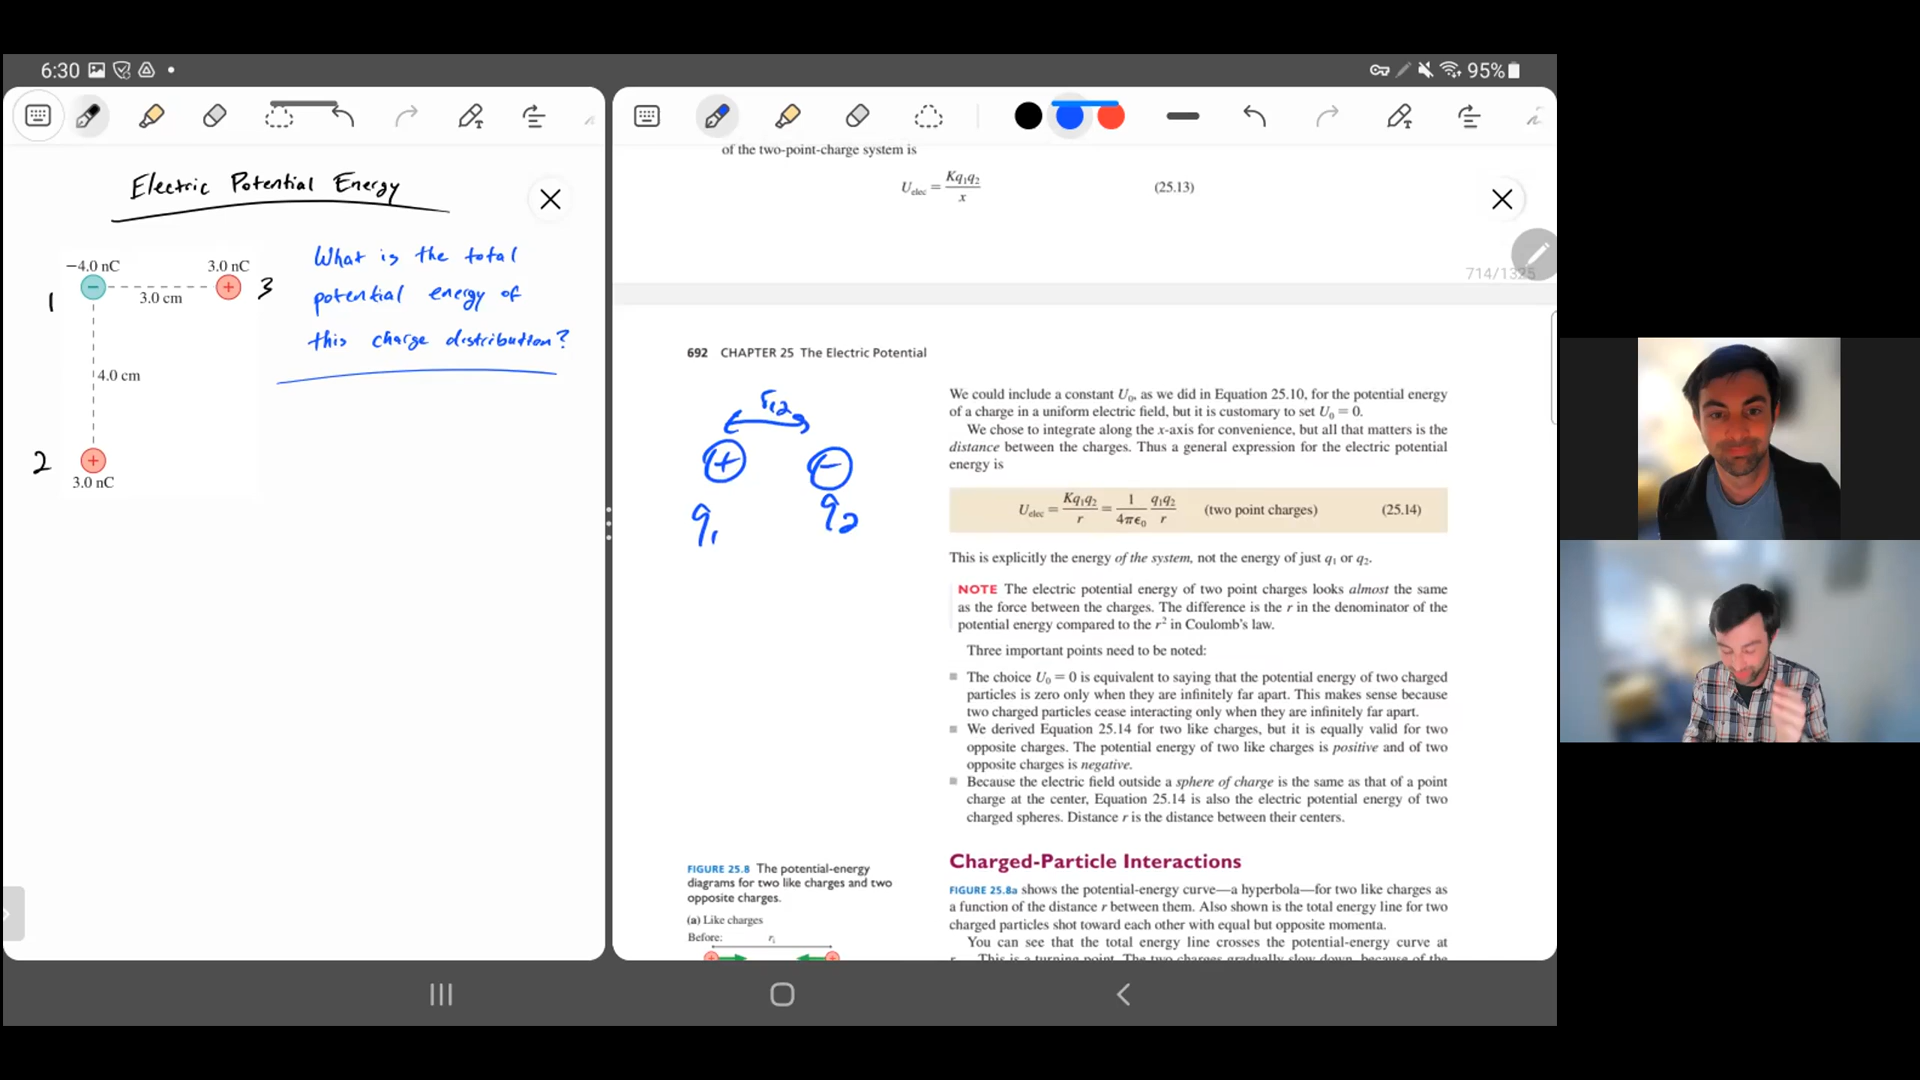 6:30
95%
Electric Potential Energy
−4.0 nC
3.0 nC
1
3.0 cm
3
4.0 cm
2
3.0 nC
What is the total
potential energy of
this charge distribution?
of the two-point-charge system is
U_elec = Kq₁q₂/x (25.13)
714/1325
692 CHAPTER 25 The Electric Potential
r₁₂
+ −
q₁ q₂
We could include a constant U₀, as we did in Equation 25.10, for the potential energy
of a charge in a uniform electric field, but it is customary to set U₀ = 0.
We chose to integrate along the x-axis for convenience, but all that matters is the
distance between the charges. Thus a general expression for the electric potential
energy is
U_elec = Kq₁q₂/r = 1/4πϵ₀ q₁q₂/r (two point charges) (25.14)
This is explicitly the energy of the system, not the energy of just q₁ or q₂.
NOTE The electric potential energy of two point charges looks almost the same
as the force between the charges. The difference is the r in the denominator of the
potential energy compared to the r² in Coulomb's law.
Three important points need to be noted:
■ The choice U₀ = 0 is equivalent to saying that the potential energy of two charged
particles is zero only when they are infinitely far apart. This makes sense because
two charged particles cease interacting only when they are infinitely far apart.
■ We derived Equation 25.14 for two like charges, but it is equally valid for two
opposite charges. The potential energy of two like charges is positive and of two
opposite charges is negative.
■ Because the electric field outside a sphere of charge is the same as that of a point
charge at the center, Equation 25.14 is also the electric potential energy of two
charged spheres. Distance r is the distance between their centers.
FIGURE 25.8 The potential-energy
diagrams for two like charges and two
opposite charges.
(a) Like charges
Before: rᵢ
Charged-Particle Interactions
FIGURE 25.8a shows the potential-energy curve—a hyperbola—for two like charges as
a function of the distance r between them. Also shown is the total energy line for two
charged particles shot toward each other with equal but opposite momenta.
You can see that the total energy line crosses the potential-energy curve at
This is a turning point. The two charges gradually slow down, because of the